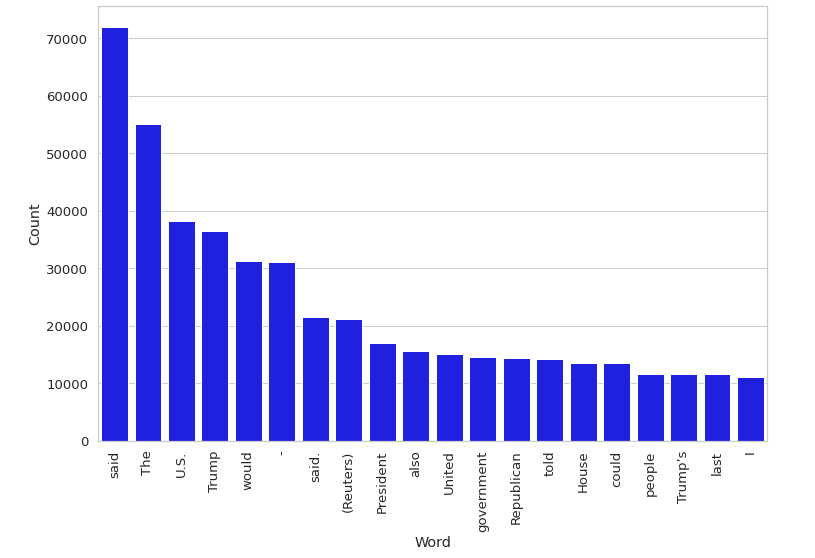 70000
60000
50000
40000
30000
20000
10000
0
Count
said
The
U.S.
Trump
would
-
said.
(Reuters)
President
also
United
government
Republican
told
House
could
people
Trump’s
last
I
Word